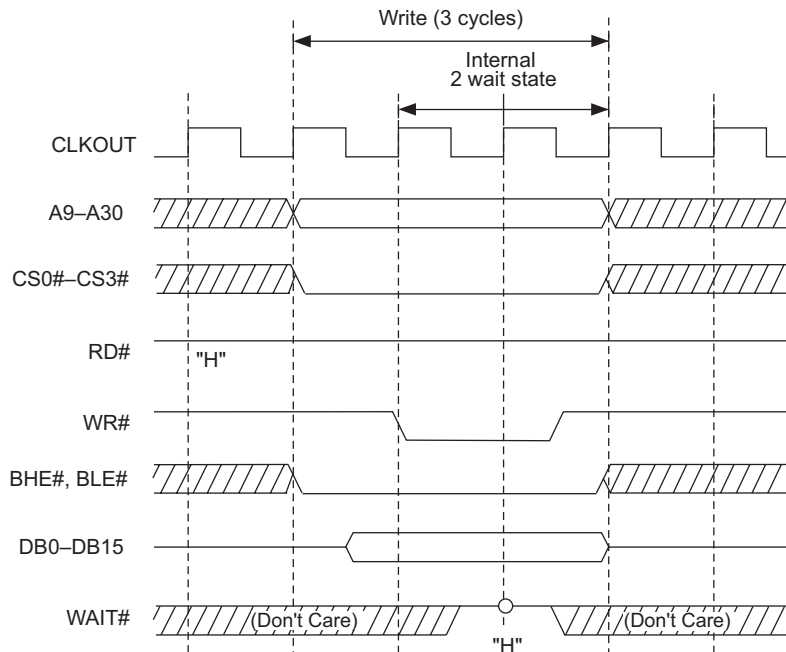 Write (3 cycles)
Internal
2 wait state
CLKOUT
A9–A30
CS0#–CS3#
RD#
"H"
WR#
BHE#, BLE#
DB0–DB15
WAIT#
(Don't Care)
(Don't Care)
"H"